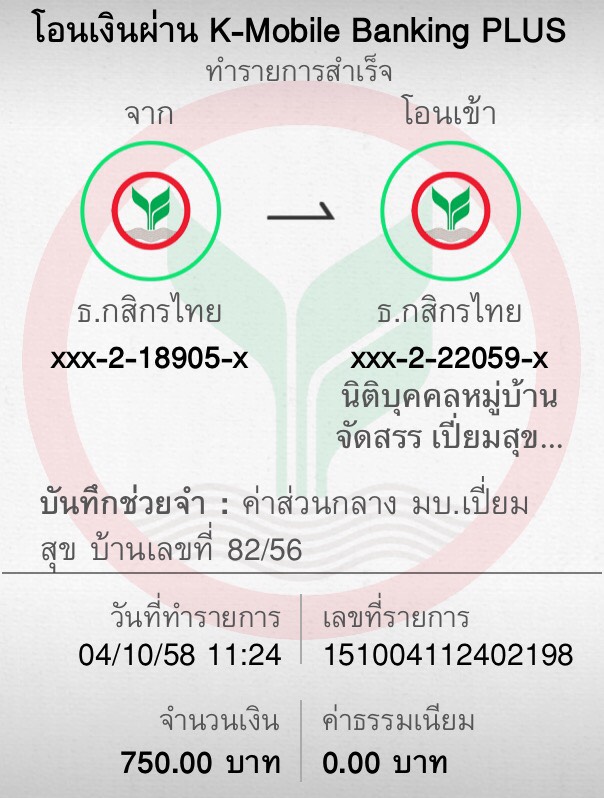 โอนเงินผ่าน K-Mobile Banking PLUS
ทำรายการสำเร็จ
จาก
โอนเข้า
ธ.กสิกรไทย
ธ.กสิกรไทย
xxx-2-18905-x
xxx-2-22059-x
นิติบุคคลหมู่บ้าน
จัดสรร เปี่ยมสุข...
บันทึกช่วยจำ : ค่าส่วนกลาง มบ.เปี่ยม
สุข บ้านเลขที่ 82/56
วันที่ทำรายการ
เลขที่รายการ
04/10/58 11:24
151004112402198
จำนวนเงิน
ค่าธรรมเนียม
750.00 บาท
0.00 บาท